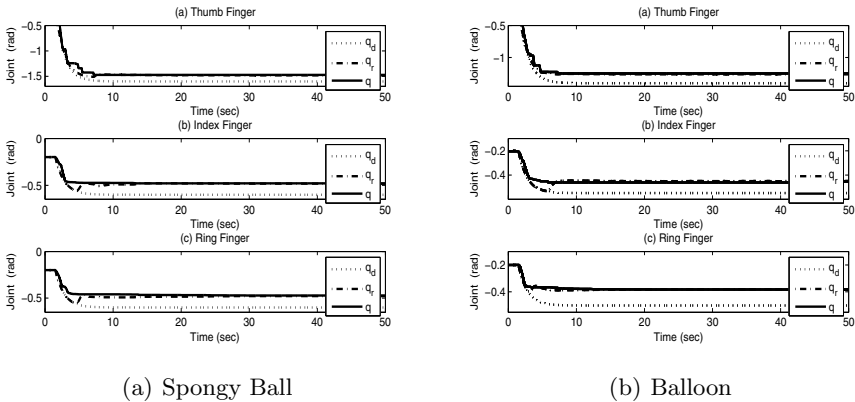 (a) Thumb Finger
−0.5
−1
−1.5
Joint (rad)
0 10 20 30 40 50
Time (sec)
q_d
q_r
q
(b) Index Finger
0
−0.5
Joint (rad)
0 10 20 30 40 50
Time (sec)
q_d
q_r
q
(c) Ring Finger
0
−0.5
Joint (rad)
0 10 20 30 40 50
Time (sec)
q_d
q_r
q
(a) Spongy Ball
(a) Thumb Finger
−0.5
−1
Joint (rad)
0 10 20 30 40 50
Time (sec)
q_d
q_r
q
(b) Index Finger
−0.2
−0.4
Joint (rad)
0 10 20 30 40 50
Time (sec)
q_d
q_r
q
(c) Ring Finger
−0.2
−0.4
Joint (rad)
0 10 20 30 40 50
Time (sec)
q_d
q_r
q
(b) Balloon